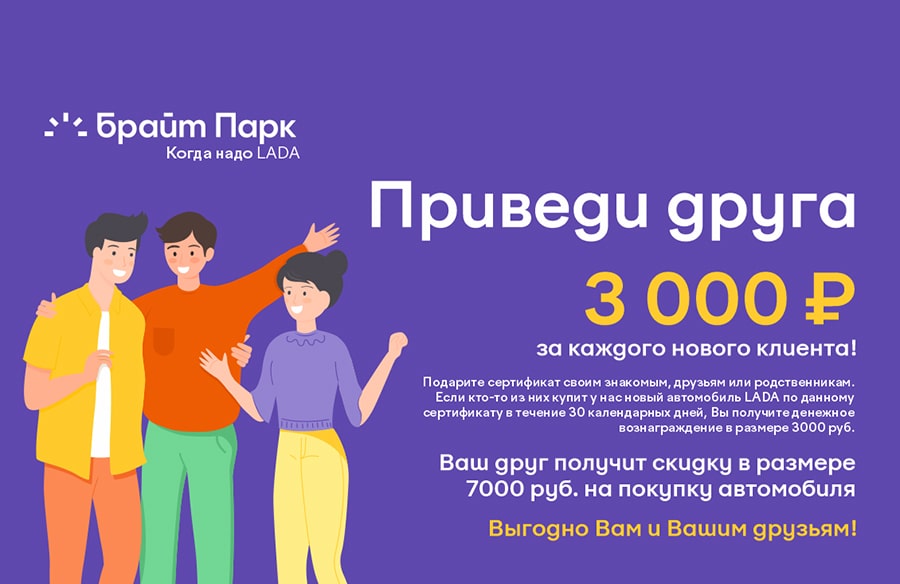 Брайт Парк
Когда надо LADA
Приведи друга
3 000 ₽
за каждого нового клиента!
Подарите сертификат своим знакомым, друзьям или родственникам.
Если кто-то из них купит у нас новый автомобиль LADA по данному
сертификату в течение 30 календарных дней, Вы получите денежное
вознаграждение в размере 3000 руб.
Ваш друг получит скидку в размере
7000 руб. на покупку автомобиля
Выгодно Вам и Вашим друзьям!